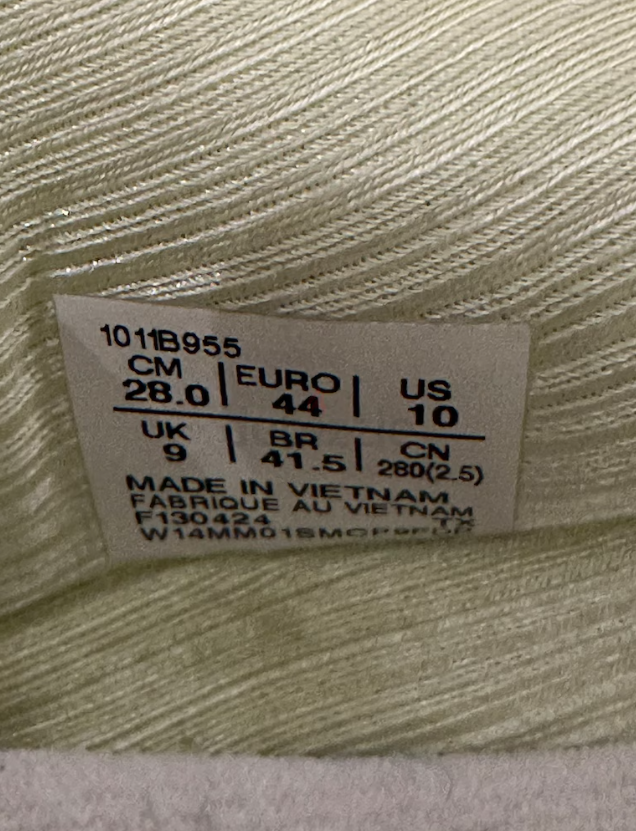 1011B955
CM | EURO | US
28.0 44 10
UK | BR | CN
9 41.5 280(2.5)
MADE IN VIETNAM
FABRIQUE AU VIETNAM
F130424 TX